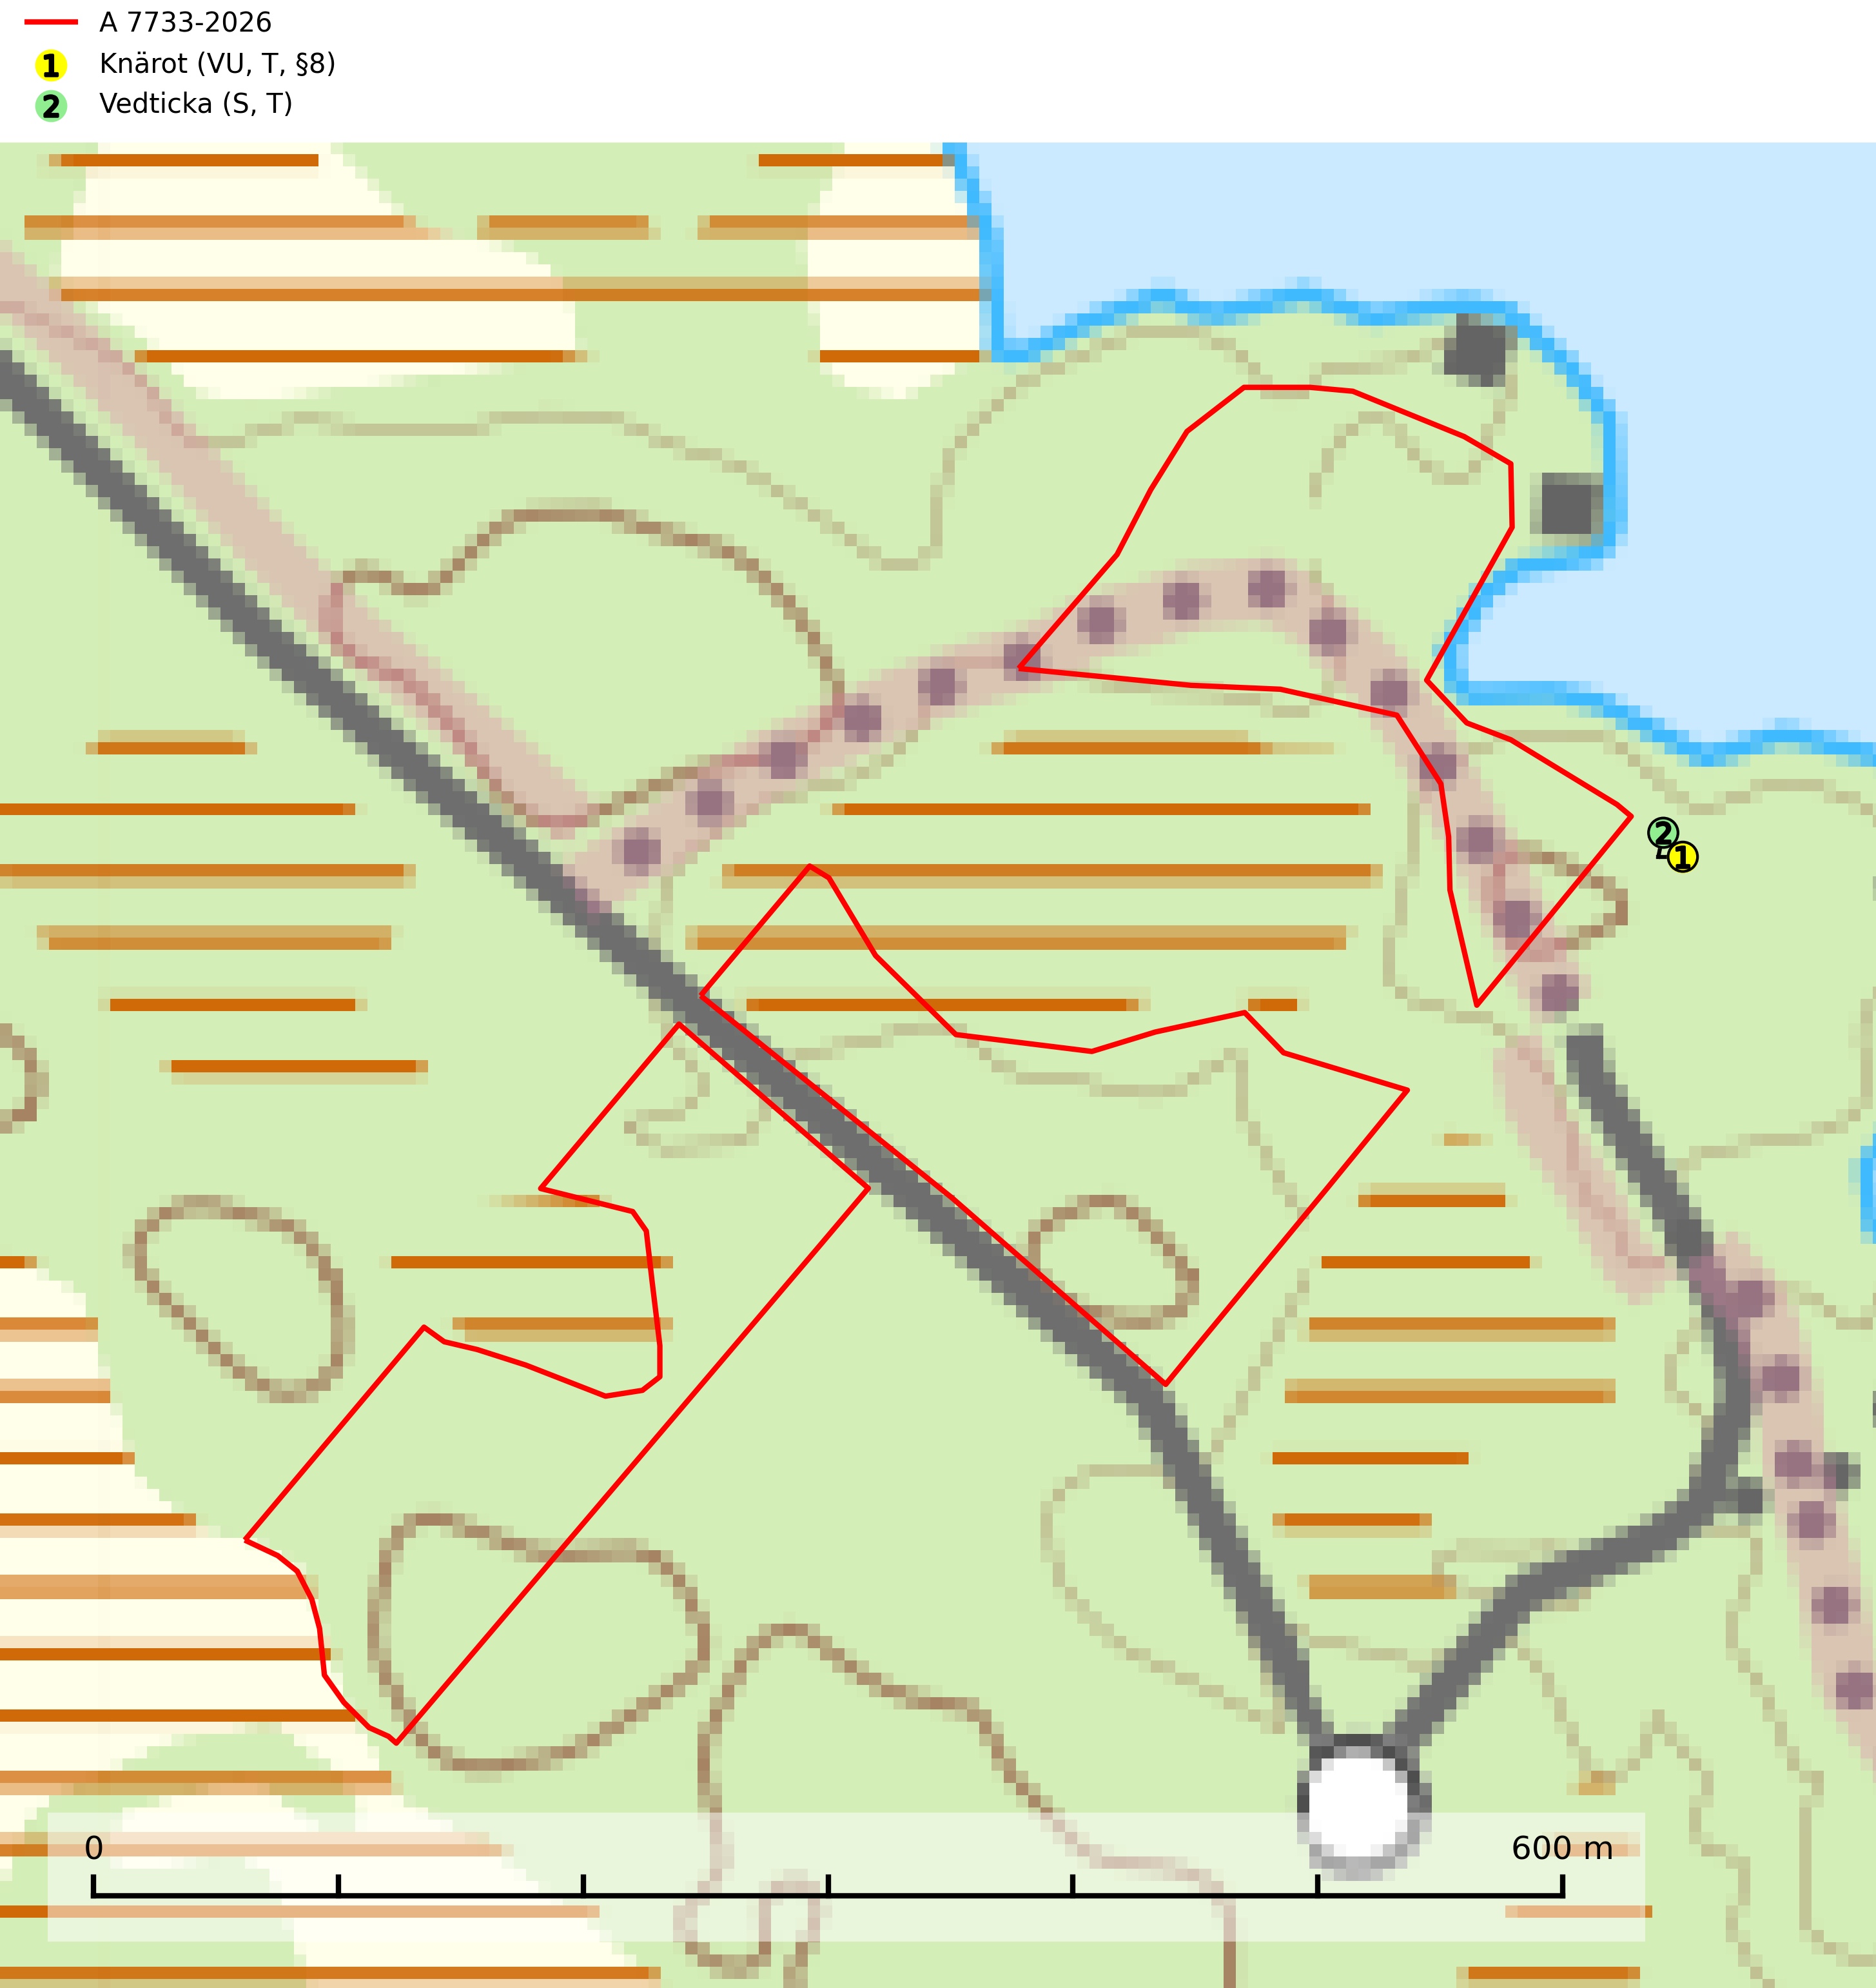 A 7733-2026
1 Knärot (VU, T, §8)
2 Vedticka (S, T)
2
1
0 600 m